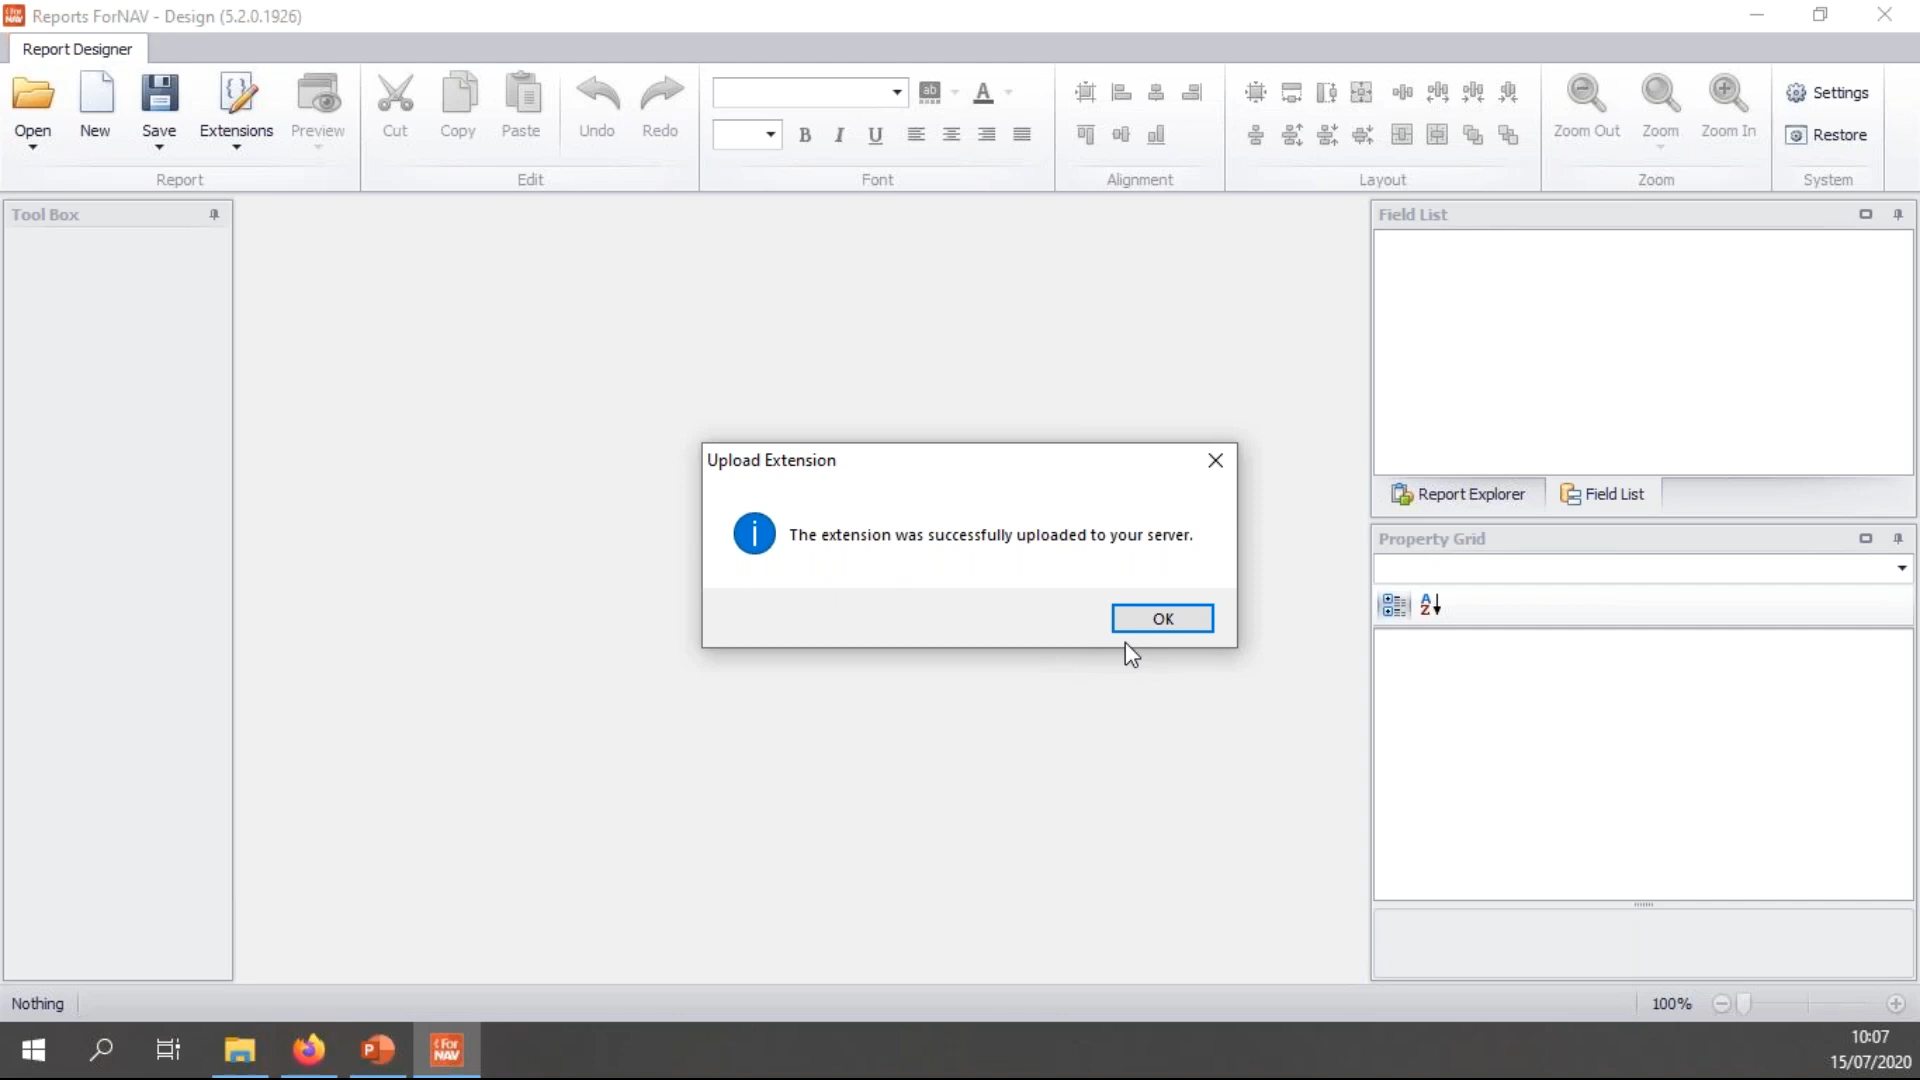 Reports ForNAV - Design (5.2.0.1926)
Report Designer
Open
New
Save
Extensions
Preview
Cut
Copy
Paste
Undo
Redo
B I U
Settings
Restore
Zoom Out
Zoom
Zoom In
Report
Edit
Font
Alignment
Layout
Zoom
System
Tool Box
Field List
Upload Extension
The extension was successfully uploaded to your server.
OK
Report Explorer
Field List
Property Grid
Nothing
100%
10:07
15/07/2020